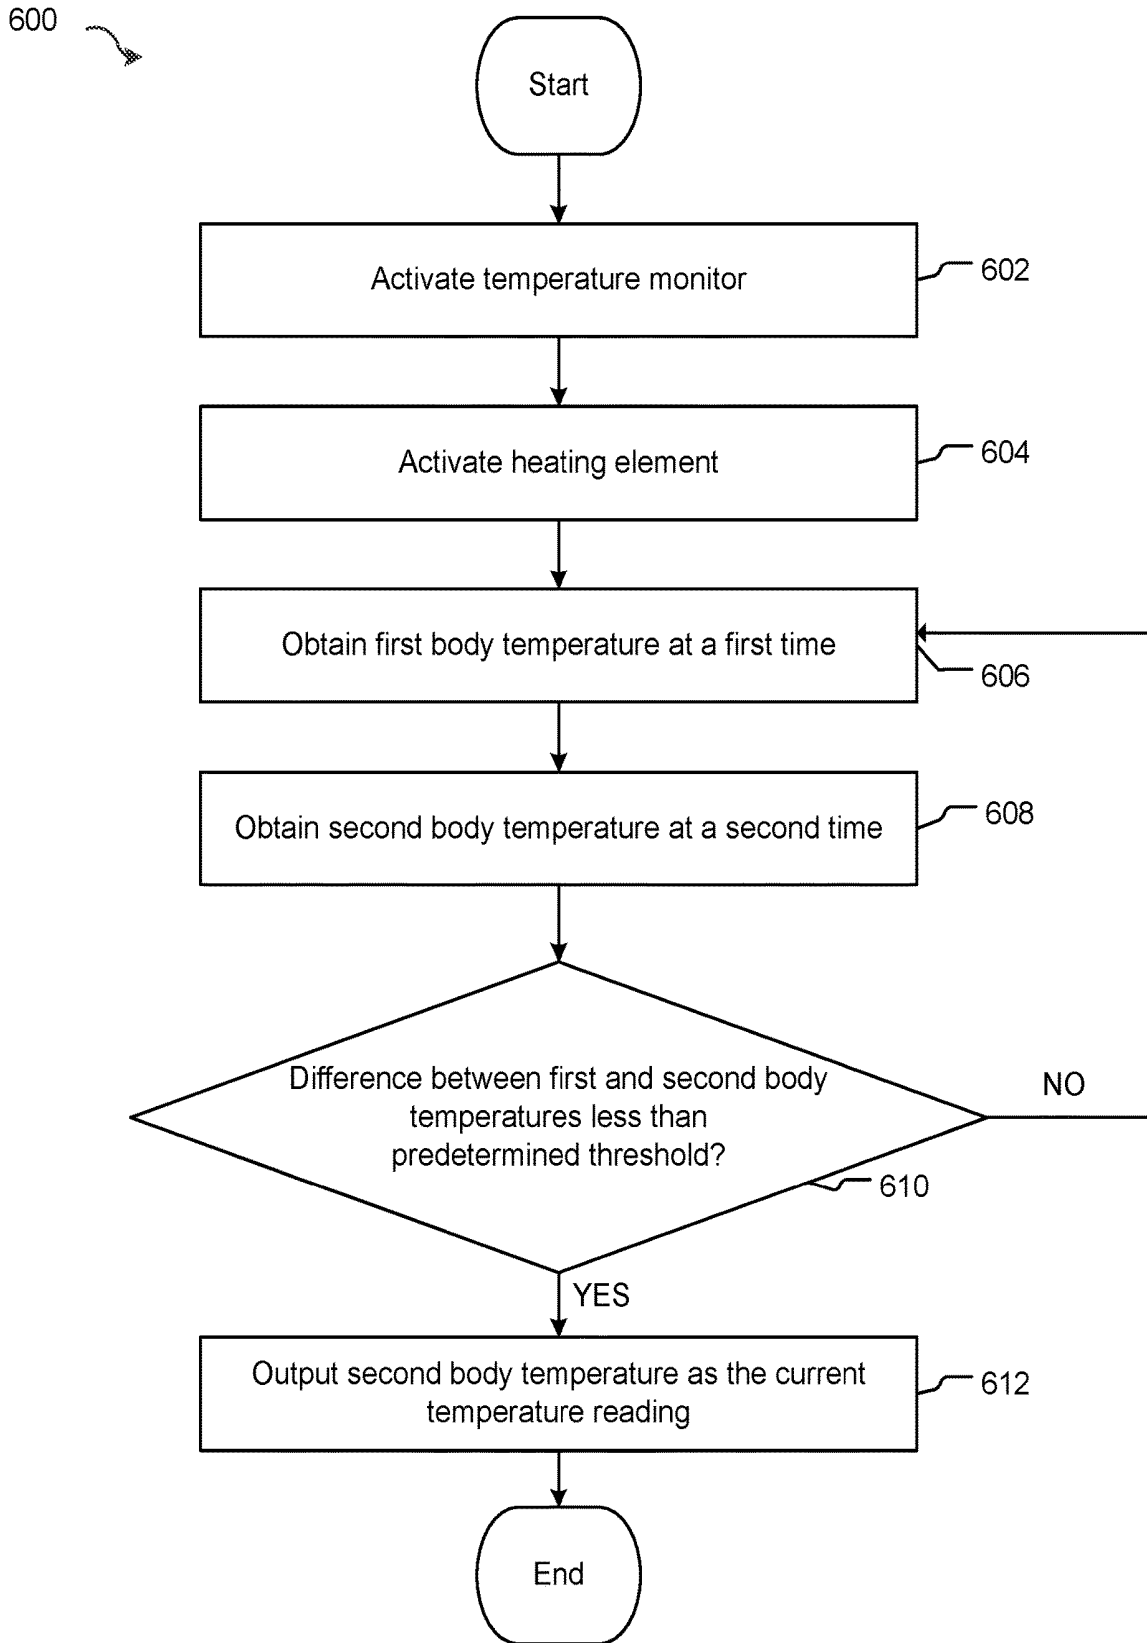 600
Start
Activate temperature monitor
602
Activate heating element
604
Obtain first body temperature at a first time
606
Obtain second body temperature at a second time
608
Difference between first and second body
temperatures less than
predetermined threshold?
NO
610
YES
Output second body temperature as the current
temperature reading
612
End